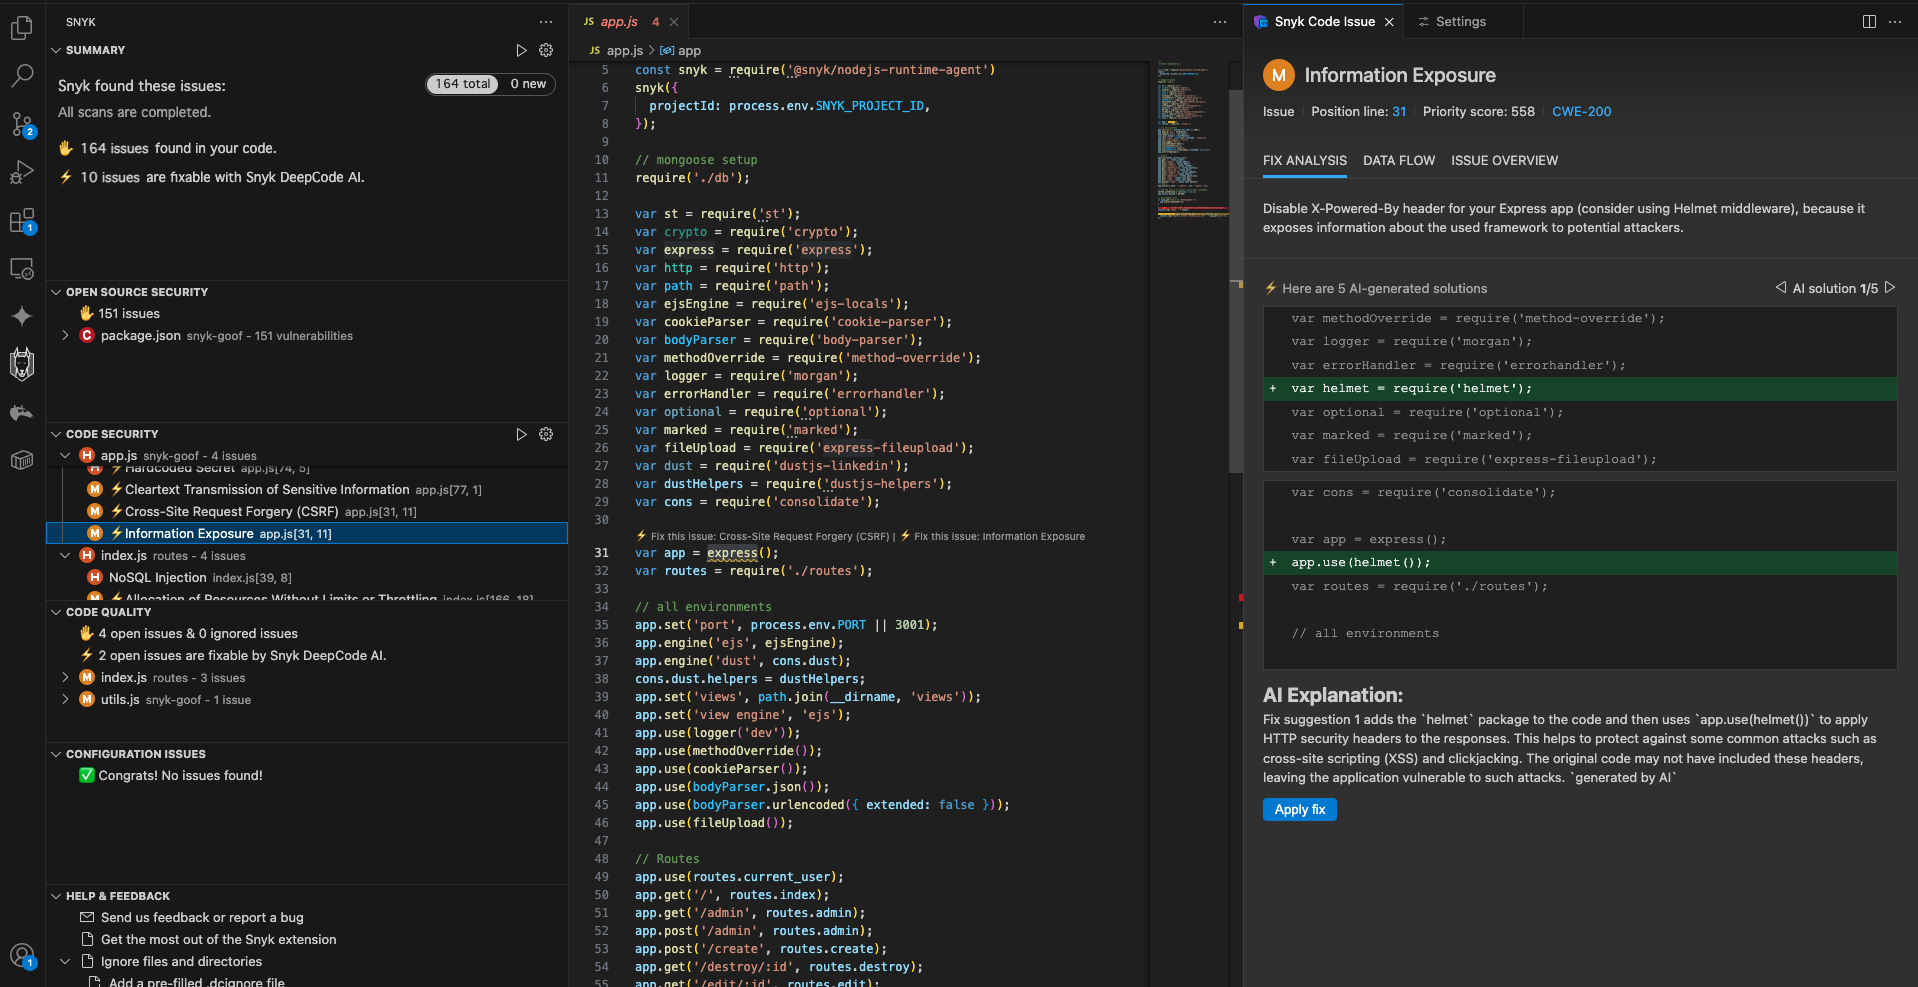 SNYK
SUMMARY
Snyk found these issues:
164 total 0 new
All scans are completed.
164 issues found in your code.
10 issues are fixable with Snyk DeepCode AI.
OPEN SOURCE SECURITY
151 issues
C package.json snyk-goof - 151 vulnerabilities
CODE SECURITY
H app.js snyk-goof - 4 issues
H Hardcoded Secret app.js[74, 5]
M Cleartext Transmission of Sensitive Information app.js[77, 1]
M Cross-Site Request Forgery (CSRF) app.js[31, 11]
M Information Exposure app.js[31, 11]
H index.js routes - 4 issues
H NoSQL Injection index.js[39, 8]
M Allocation of Resources Without Limits or Throttling index.js[166, 18]
CODE QUALITY
4 open issues & 0 ignored issues
2 open issues are fixable by Snyk DeepCode AI.
M index.js routes - 3 issues
M utils.js snyk-goof - 1 issue
CONFIGURATION ISSUES
Congrats! No issues found!
HELP & FEEDBACK
Send us feedback or report a bug
Get the most out of the Snyk extension
Ignore files and directories
Add a pre-filled .dcignore file
2
1
1
JS app.js 4
JS app.js > app
5 const snyk = require('@snyk/nodejs-runtime-agent')
6 snyk({
7 projectId: process.env.SNYK_PROJECT_ID,
8 });
9
10 // mongoose setup
11 require('./db');
12
13 var st = require('st');
14 var crypto = require('crypto');
15 var express = require('express');
16 var http = require('http');
17 var path = require('path');
18 var ejsEngine = require('ejs-locals');
19 var cookieParser = require('cookie-parser');
20 var bodyParser = require('body-parser');
21 var methodOverride = require('method-override');
22 var logger = require('morgan');
23 var errorHandler = require('errorhandler');
24 var optional = require('optional');
25 var marked = require('marked');
26 var fileUpload = require('express-fileupload');
27 var dust = require('dustjs-linkedin');
28 var dustHelpers = require('dustjs-helpers');
29 var cons = require('consolidate');
30
Fix this issue: Cross-Site Request Forgery (CSRF) | Fix this issue: Information Exposure
31 var app = express();
32 var routes = require('./routes');
33
34 // all environments
35 app.set('port', process.env.PORT || 3001);
36 app.engine('ejs', ejsEngine);
37 app.engine('dust', cons.dust);
38 cons.dust.helpers = dustHelpers;
39 app.set('views', path.join(__dirname, 'views'));
40 app.set('view engine', 'ejs');
41 app.use(logger('dev'));
42 app.use(methodOverride());
43 app.use(cookieParser());
44 app.use(bodyParser.json());
45 app.use(bodyParser.urlencoded({ extended: false }));
46 app.use(fileUpload());
47
48 // Routes
49 app.use(routes.current_user);
50 app.get('/', routes.index);
51 app.get('/admin', routes.admin);
52 app.post('/admin', routes.admin);
53 app.post('/create', routes.create);
54 app.get('/destroy/:id', routes.destroy);
55 app.get('/edit/:id', routes.edit);
Snyk Code Issue
Settings
M Information Exposure
Issue Position line: 31 Priority score: 558 CWE-200
FIX ANALYSIS DATA FLOW ISSUE OVERVIEW
Disable X-Powered-By header for your Express app (consider using Helmet middleware), because it
exposes information about the used framework to potential attackers.
Here are 5 AI-generated solutions
AI solution 1/5
var methodOverride = require('method-override');
var logger = require('morgan');
var errorHandler = require('errorhandler');
+ var helmet = require('helmet');
var optional = require('optional');
var marked = require('marked');
var fileUpload = require('express-fileupload');
var cons = require('consolidate');
var app = express();
+ app.use(helmet());
var routes = require('./routes');
// all environments
AI Explanation:
Fix suggestion 1 adds the `helmet` package to the code and then uses `app.use(helmet())` to apply
HTTP security headers to the responses. This helps to protect against some common attacks such as
cross-site scripting (XSS) and clickjacking. The original code may not have included these headers,
leaving the application vulnerable to such attacks. `generated by AI`
Apply fix